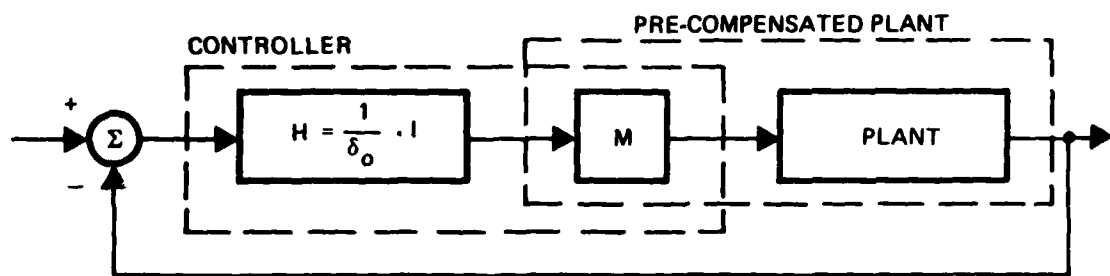 PRE-COMPENSATED PLANT
CONTROLLER
+
Σ
−
H = 1/δ₀ · I
M
PLANT